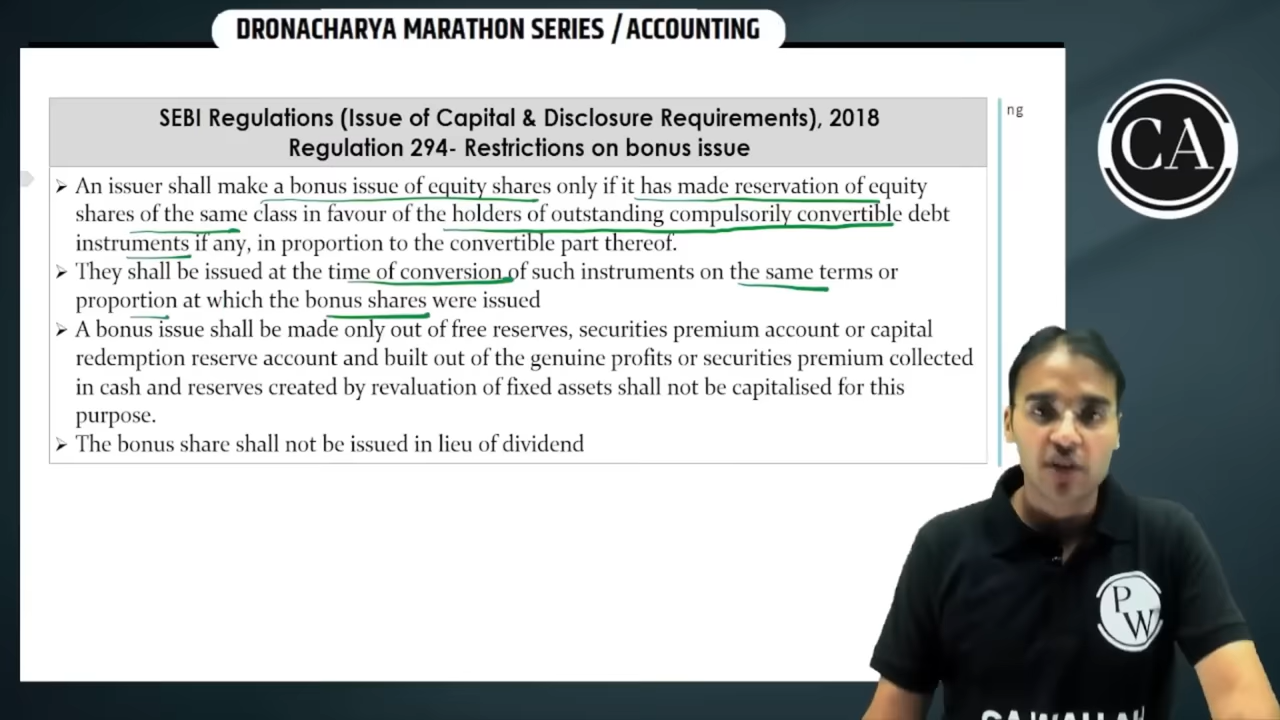 DRONACHARYA MARATHON SERIES / ACCOUNTING
SEBI Regulations (Issue of Capital & Disclosure Requirements), 2018
Regulation 294- Restrictions on bonus issue
➢ An issuer shall make a bonus issue of equity shares only if it has made reservation of equity
shares of the same class in favour of the holders of outstanding compulsorily convertible debt
instruments if any, in proportion to the convertible part thereof.
➢ They shall be issued at the time of conversion of such instruments on the same terms or
proportion at which the bonus shares were issued
➢ A bonus issue shall be made only out of free reserves, securities premium account or capital
redemption reserve account and built out of the genuine profits or securities premium collected
in cash and reserves created by revaluation of fixed assets shall not be capitalised for this
purpose.
➢ The bonus share shall not be issued in lieu of dividend
ng
CA
P
W
CA WALLAH